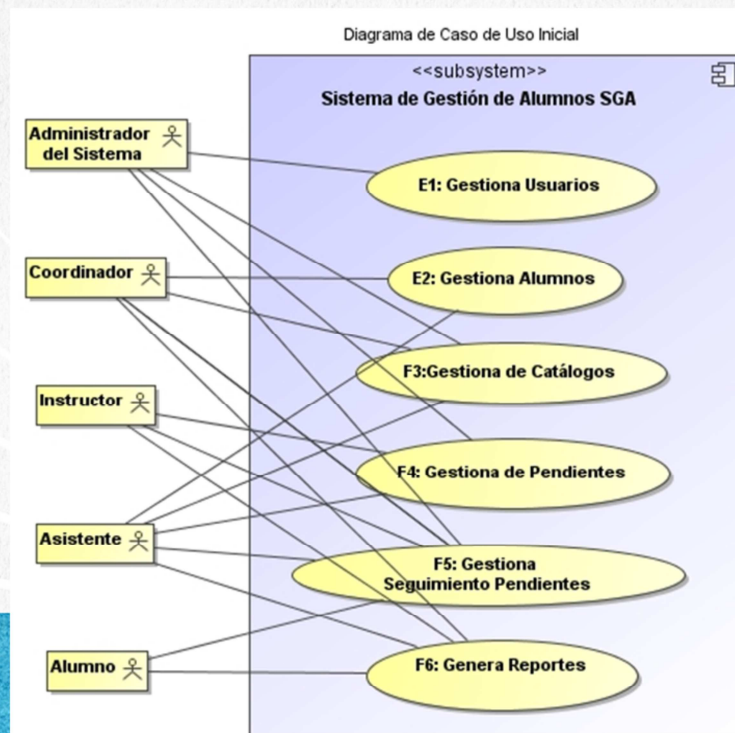 Diagrama de Caso de Uso Inicial
<<subsystem>>
Sistema de Gestión de Alumnos SGA
Administrador
del Sistema
E1: Gestiona Usuarios
Coordinador
E2: Gestiona Alumnos
F3:Gestiona de Catálogos
Instructor
F4: Gestiona de Pendientes
Asistente
F5: Gestiona
Seguimiento Pendientes
Alumno
F6: Genera Reportes